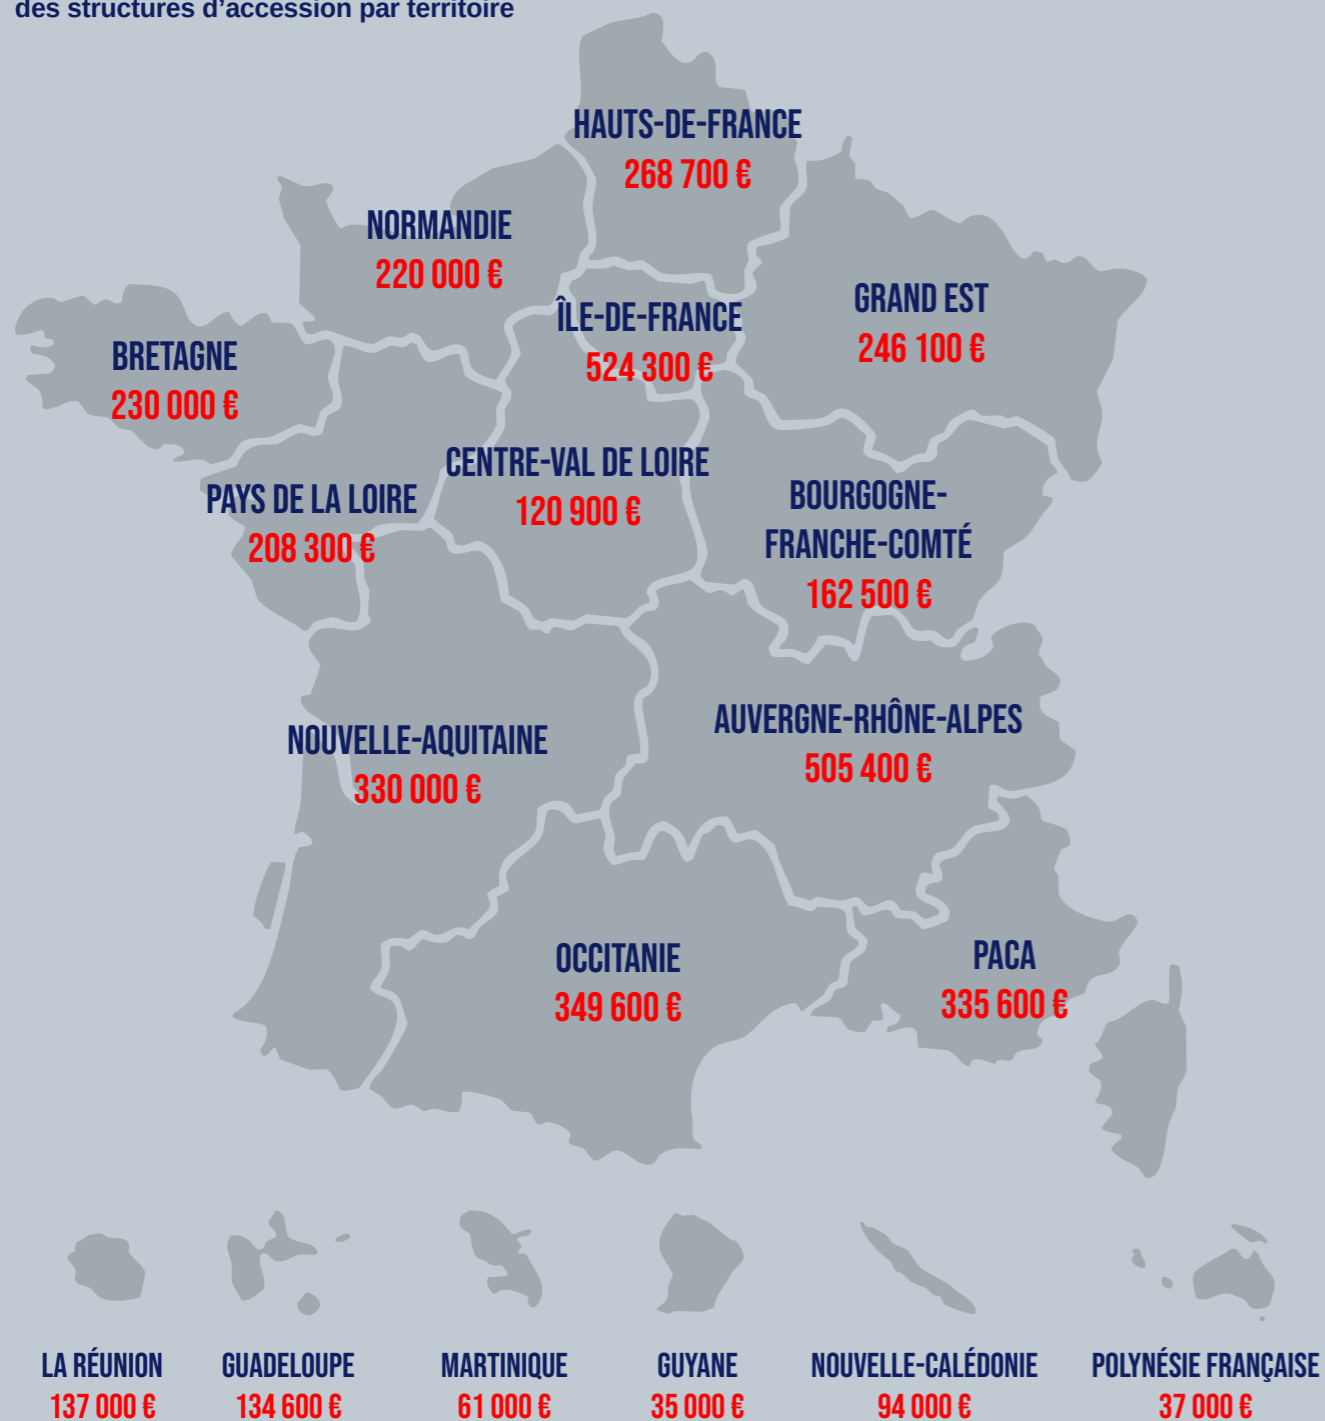 des structures d'accession par territoire
HAUTS-DE-FRANCE
268 700 €
NORMANDIE
220 000 €
ÎLE-DE-FRANCE
524 300 €
GRAND EST
246 100 €
BRETAGNE
230 000 €
CENTRE-VAL DE LOIRE
120 900 €
PAYS DE LA LOIRE
208 300 €
BOURGOGNE-
FRANCHE-COMTÉ
162 500 €
NOUVELLE-AQUITAINE
330 000 €
AUVERGNE-RHÔNE-ALPES
505 400 €
OCCITANIE
349 600 €
PACA
335 600 €
LA RÉUNION
137 000 €
GUADELOUPE
134 600 €
MARTINIQUE
61 000 €
GUYANE
35 000 €
NOUVELLE-CALÉDONIE
94 000 €
POLYNÉSIE FRANÇAISE
37 000 €